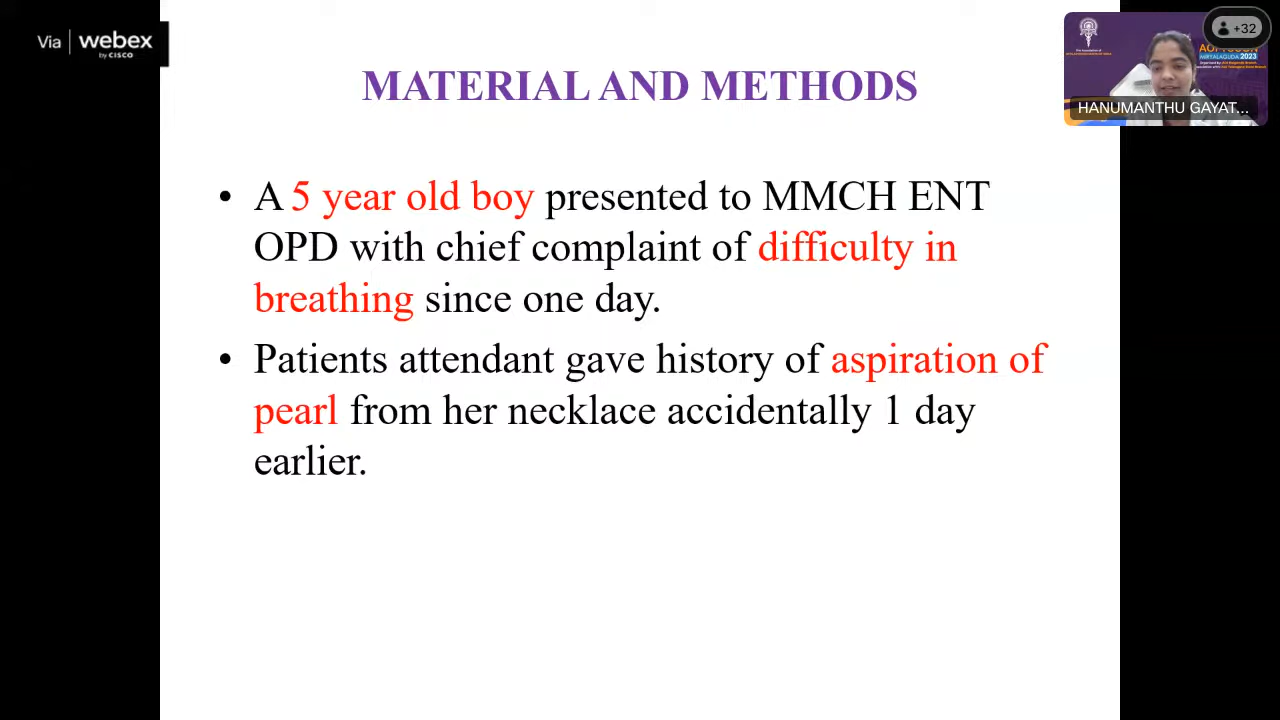 Via webex
by CISCO
+32
MIRYALAGUDA 2023
HANUMANTHU GAYAT...
MATERIAL AND METHODS
• A 5 year old boy presented to MMCH ENT
OPD with chief complaint of difficulty in
breathing since one day.
• Patients attendant gave history of aspiration of
pearl from her necklace accidentally 1 day
earlier.